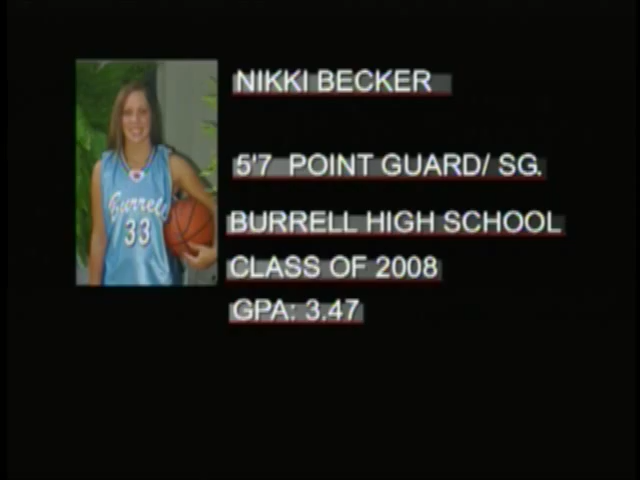 NIKKI BECKER
5'7 POINT GUARD/ SG.
BURRELL HIGH SCHOOL
CLASS OF 2008
GPA: 3.47
Burrell
33